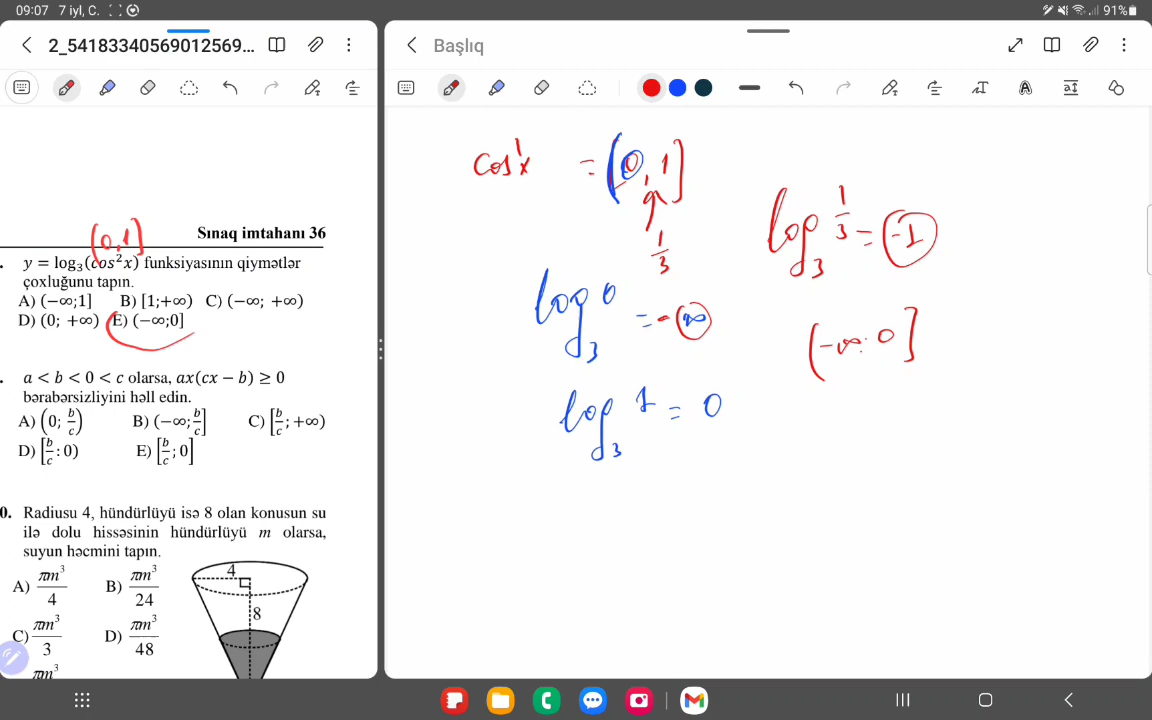 09:07 7 iyl, C.
91%
2_54183340569012569...
Başlıq
(0,1]
Sınaq imtahanı 36
. y = log₃(cos²x) funksiyasının qiymətlər
çoxluğunu tapın.
A) (−∞;1] B) [1;+∞) C) (−∞; +∞)
D) (0; +∞) E) (−∞;0]
. a < b < 0 < c olarsa, ax(cx − b) ≥ 0
bərabərsizliyini həll edin.
A) (0; b/c) B) (−∞; b/c] C) [b/c; +∞)
D) [b/c : 0) E) [b/c; 0]
0. Radiusu 4, hündürlüyü isə 8 olan konusun su
ilə dolu hissəsinin hündürlüyü m olarsa,
suyun həcmini tapın.
A) πm³/4 B) πm³/24
C) πm³/3 D) πm³/48
πm³
4
8
= (0, 1]
1/3
log₃ 0 = -∞
log₃ 1 = 0
log₃ 1/3 = -1
(-∞; 0]